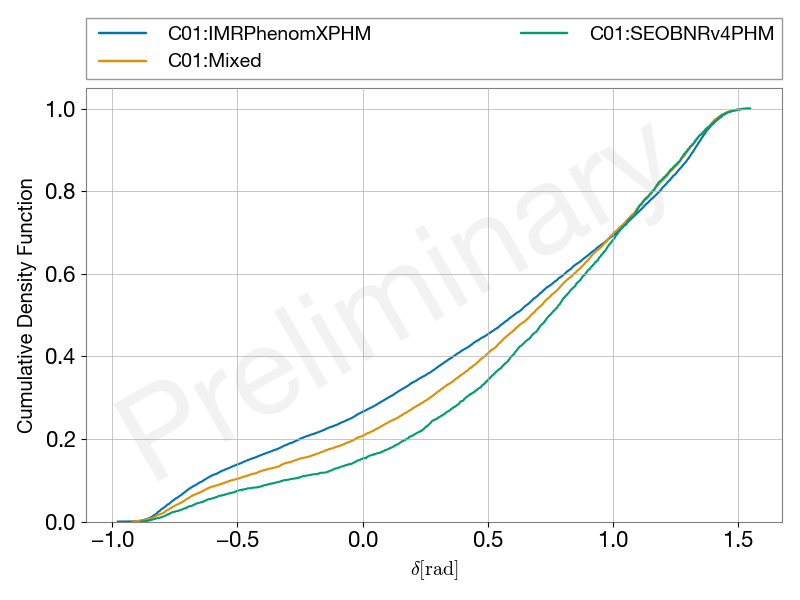 C01:IMRPhenomXPHM
C01:Mixed
C01:SEOBNRv4PHM
1.0
0.8
0.6
0.4
0.2
0.0
Cumulative Density Function
Preliminary
−1.0 −0.5 0.0 0.5 1.0 1.5
δ[rad]